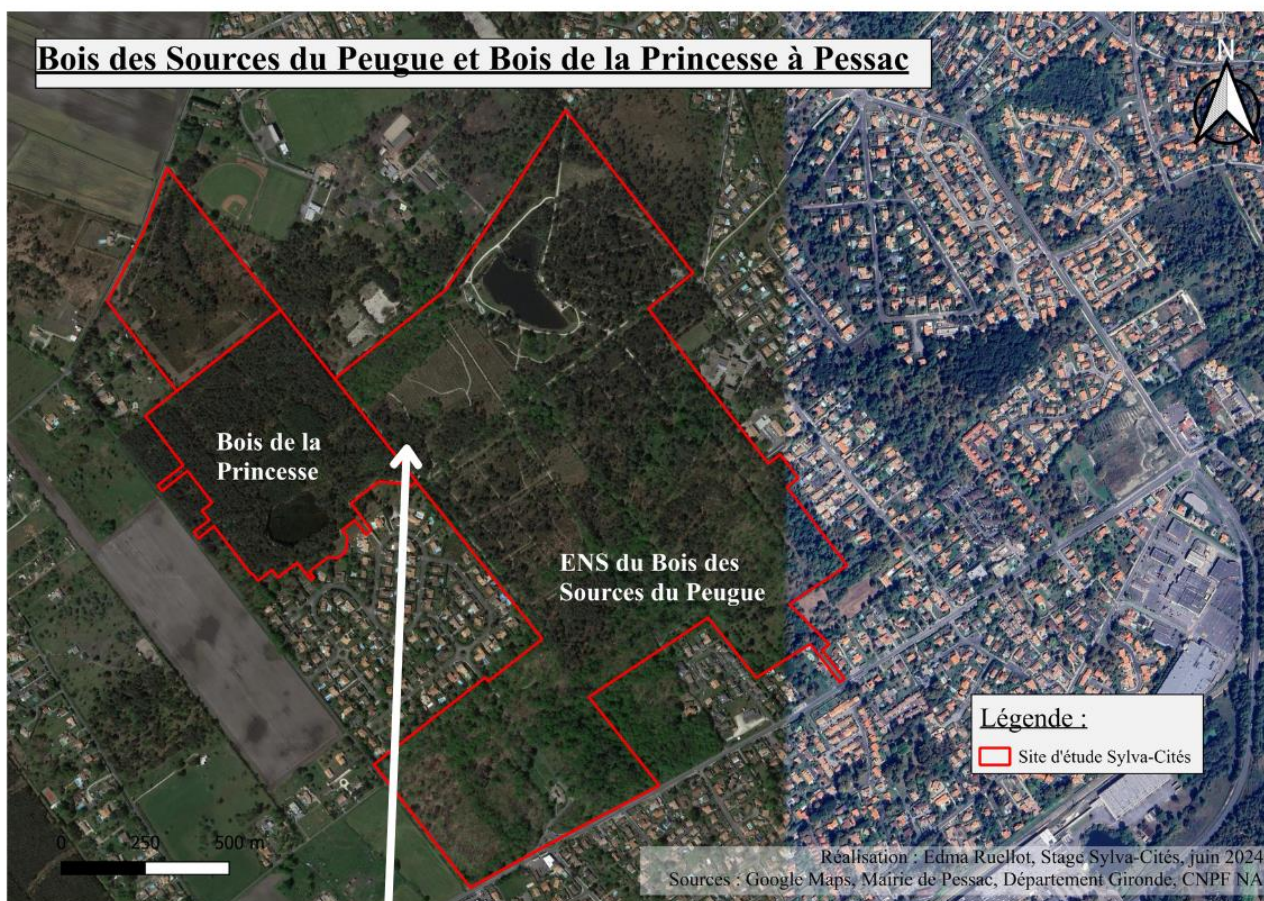 Bois des Sources du Peugue et Bois de la Princesse à Pessac
N
Bois de la
Princesse
ENS du Bois des
Sources du Peugue
Légende :
Site d'étude Sylva-Cités
0 250 500 m
Réalisation : Edma Ruellot, Stage Sylva-Cités, juin 2024
Sources : Google Maps, Mairie de Pessac, Département Gironde, CNPF NA